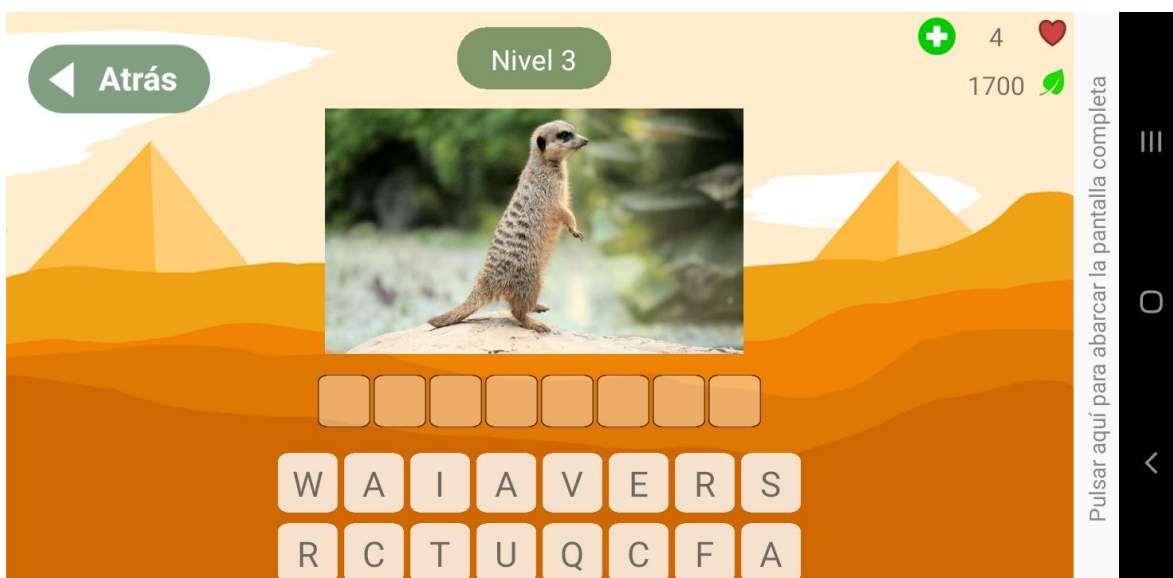 Atrás
Nivel 3
4
1700
W A I A V E R S
R C T U Q C F A
Pulsar aquí para abarcar la pantalla completa